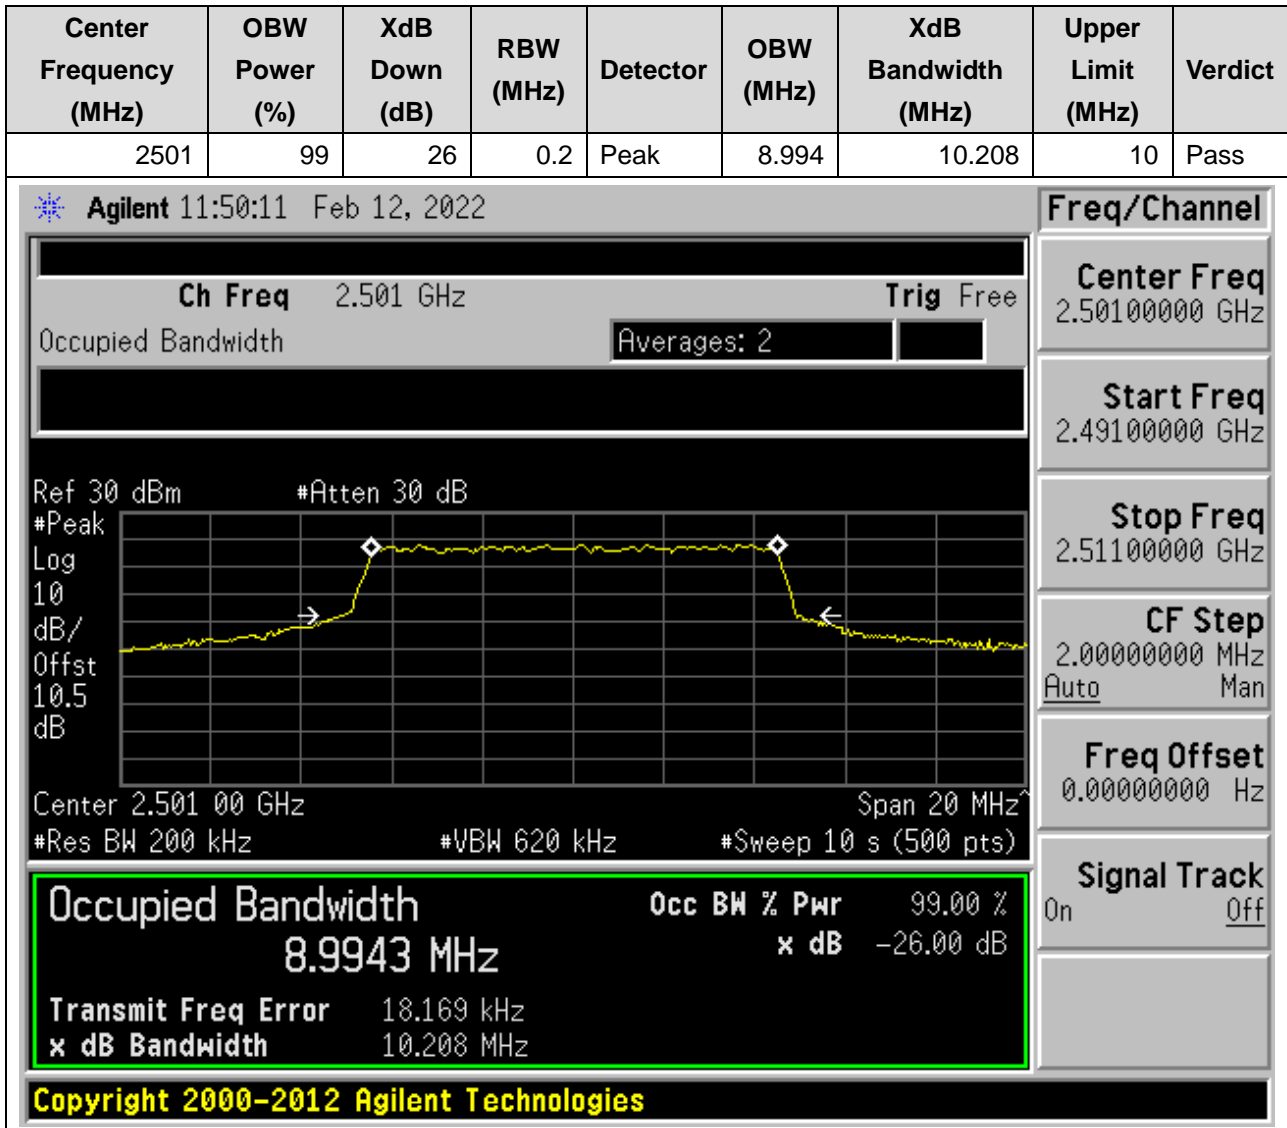 Center Frequency (MHz) OBW Power (%) XdB Down (dB) RBW (MHz) Detector OBW (MHz) XdB Bandwidth (MHz) Upper Limit (MHz) Verdict
2501 99 26 0.2 Peak 8.994 10.208 10 Pass
Agilent 11:50:11 Feb 12, 2022
Freq/Channel
Ch Freq 2.501 GHz Trig Free
Occupied Bandwidth Averages: 2
Ref 30 dBm #Atten 30 dB
#Peak
Log
10
dB/
Offst
10.5
dB
Center 2.501 00 GHz Span 20 MHz^
#Res BW 200 kHz #VBW 620 kHz #Sweep 10 s (500 pts)
Occupied Bandwidth Occ BW % Pwr 99.00 %
8.9943 MHz x dB -26.00 dB
Transmit Freq Error 18.169 kHz
x dB Bandwidth 10.208 MHz
Center Freq
2.50100000 GHz
Start Freq
2.49100000 GHz
Stop Freq
2.51100000 GHz
CF Step
2.00000000 MHz
Auto Man
Freq Offset
0.00000000 Hz
Signal Track
On Off
Copyright 2000-2012 Agilent Technologies